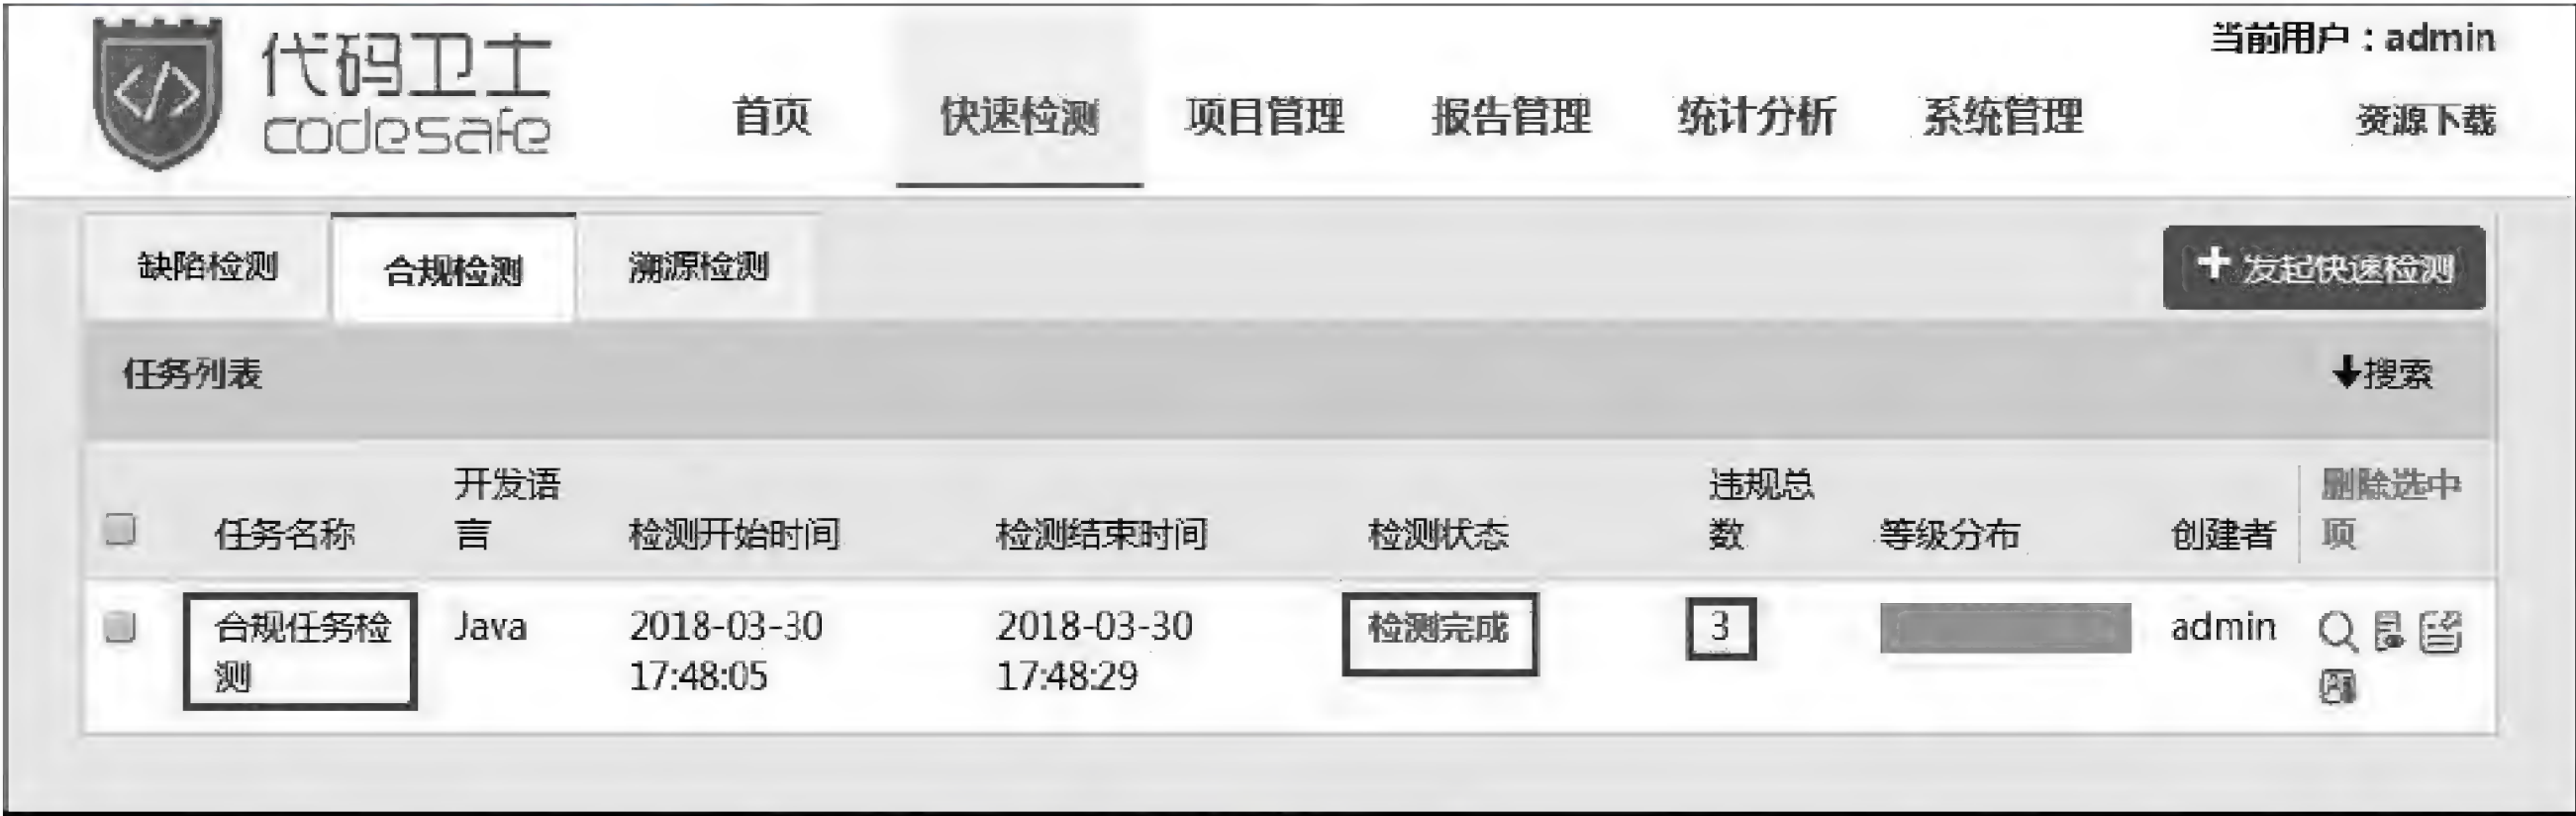 当前用户：admin
代码卫士
codesafe
首页 快速检测 项目管理 报告管理 统计分析 系统管理 资源下载
缺陷检测 合规检测 溯源检测 + 发起快速检测
任务列表 搜索
任务名称 开发语言 检测开始时间 检测结束时间 检测状态 违规总数 等级分布 创建者 删除选中项
合规任务检 Java 2018-03-30 2018-03-30 检测完成 3 admin
测 17:48:05 17:48:29